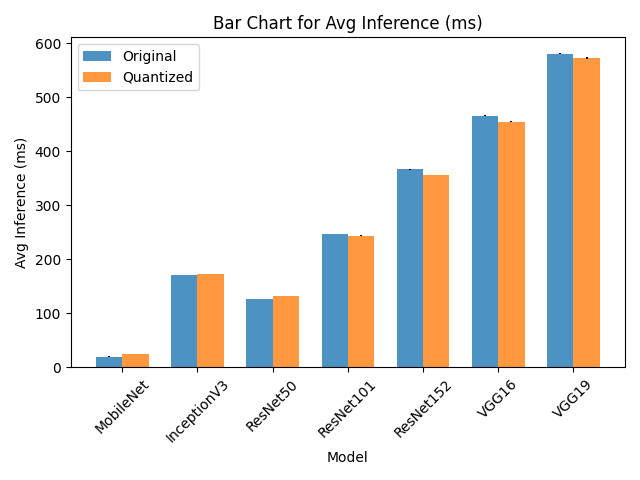 Bar Chart for Avg Inference (ms)
Original
Quantized
Avg Inference (ms)
600
500
400
300
200
100
0
MobileNet
InceptionV3
ResNet50
ResNet101
ResNet152
VGG16
VGG19
Model